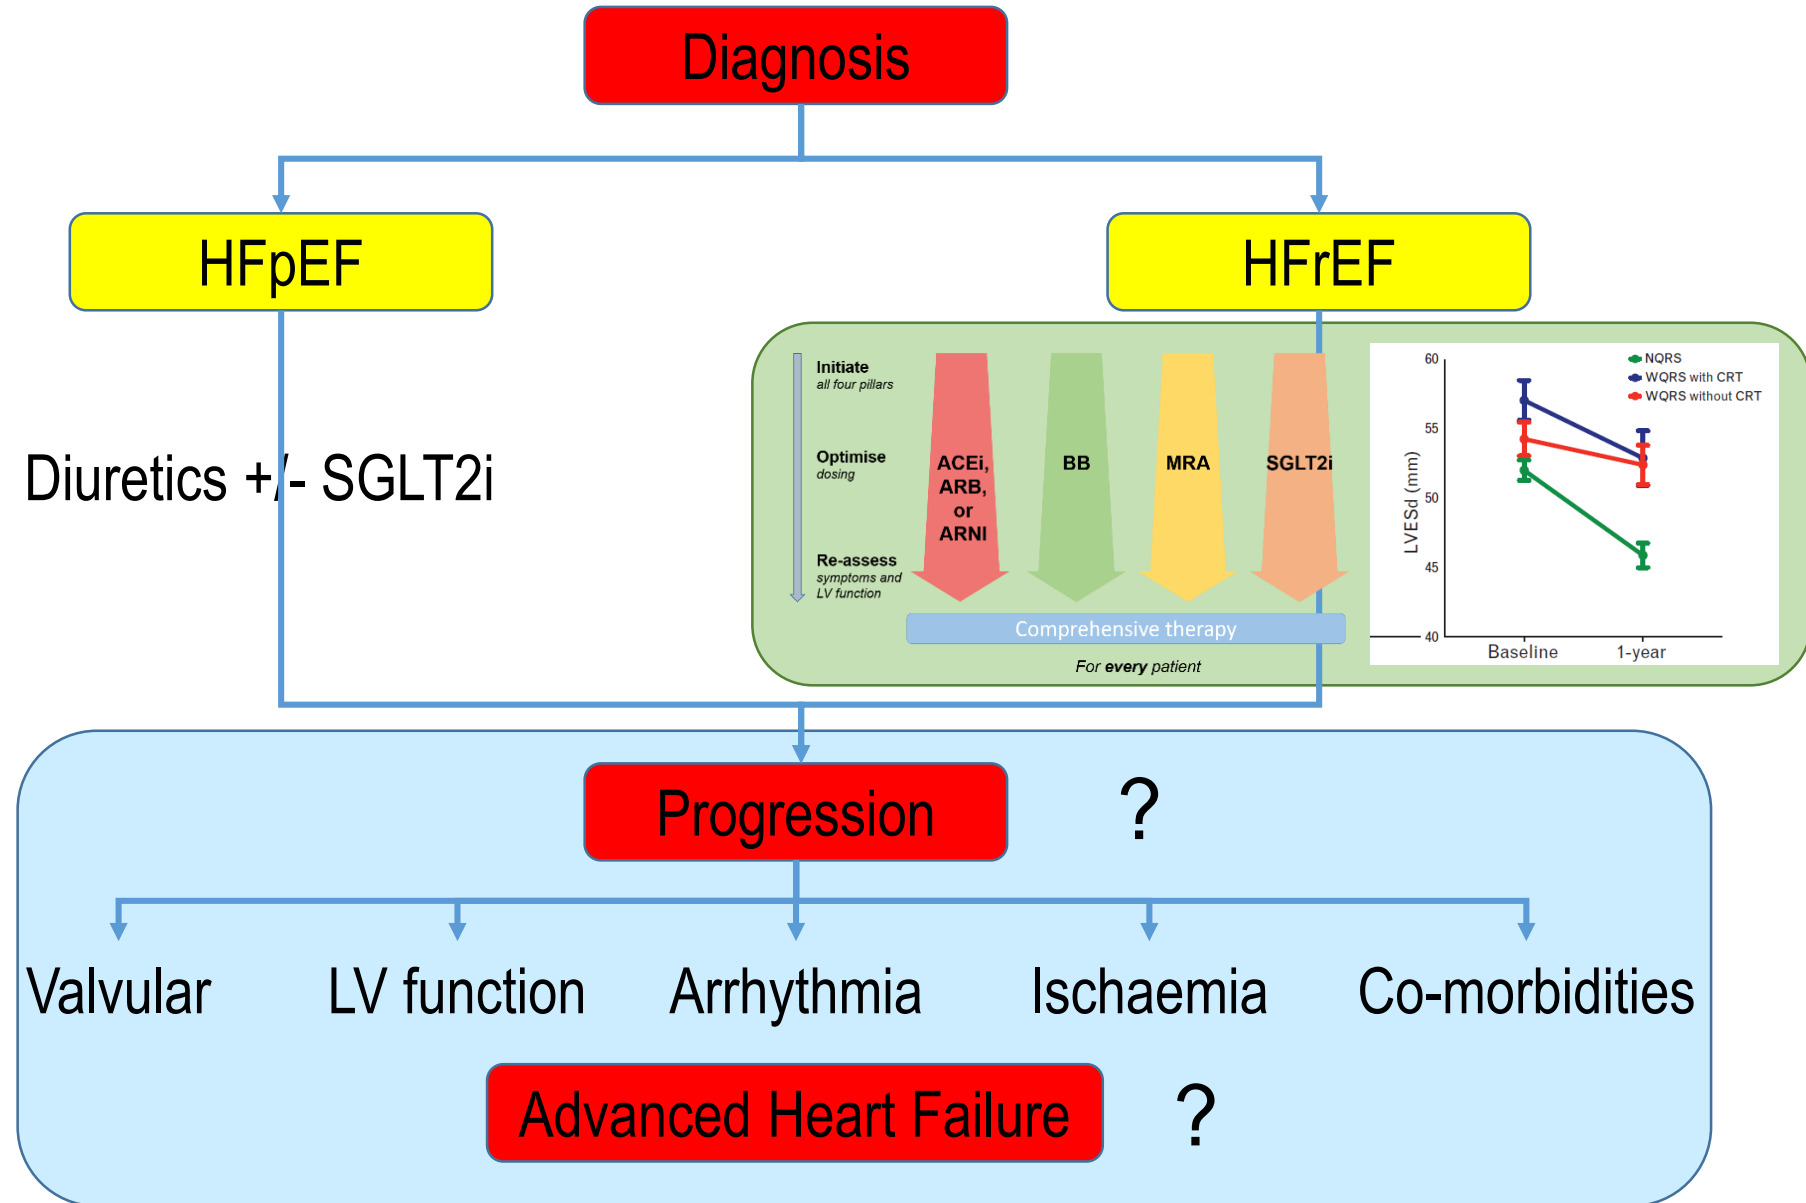 Diagnosis
HFpEF
HFrEF
Diuretics +/- SGLT2i
Initiate
all four pillars
Optimise
dosing
Re-assess
symptoms and
LV function
ACEi,
ARB,
or
ARNI
BB
MRA
SGLT2i
Comprehensive therapy
For every patient
NQRS
WQRS with CRT
WQRS without CRT
LVESd (mm)
60
55
50
45
40
Baseline
1-year
Progression
?
Valvular
LV function
Arrhythmia
Ischaemia
Co-morbidities
Advanced Heart Failure
?